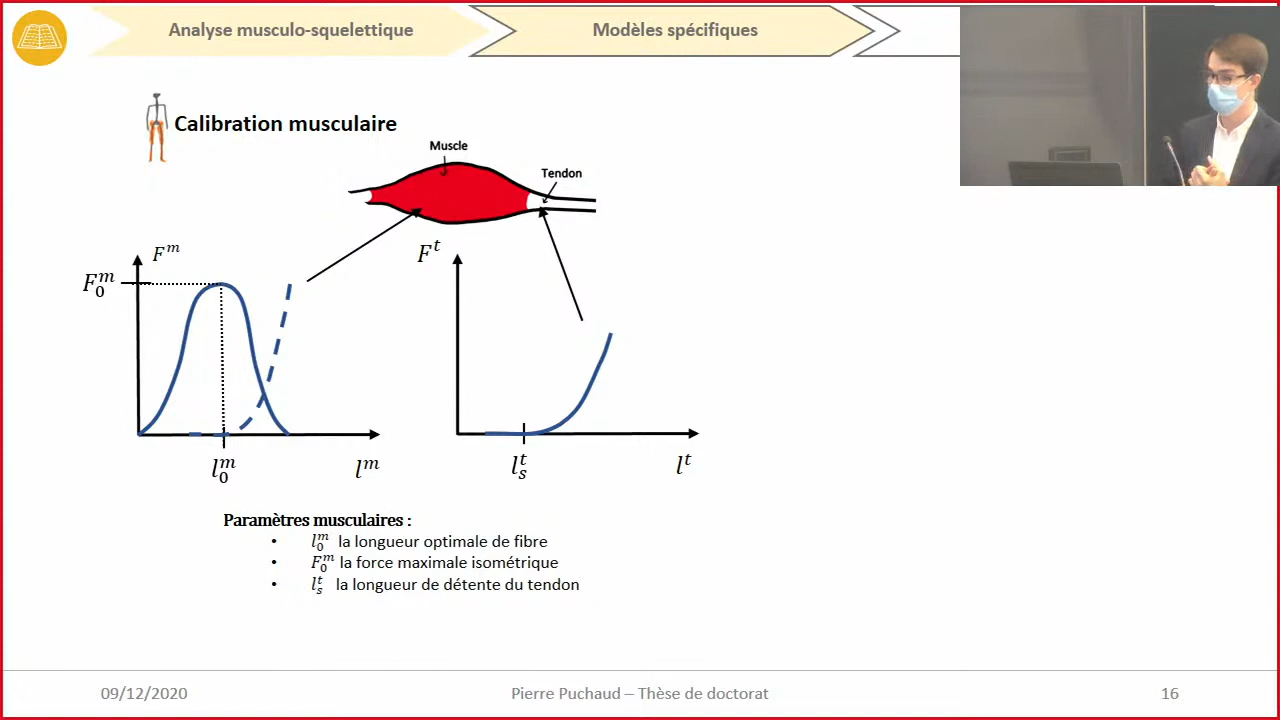 Analyse musculo-squelettique
Modèles spécifiques
Calibration musculaire
Muscle
Tendon
F^m
F_0^m
l_0^m
l^m
F^t
l_s^t
l^t
Paramètres musculaires :
• l_0^m la longueur optimale de fibre
• F_0^m la force maximale isométrique
• l_s^t la longueur de détente du tendon
09/12/2020
Pierre Puchaud – Thèse de doctorat
16